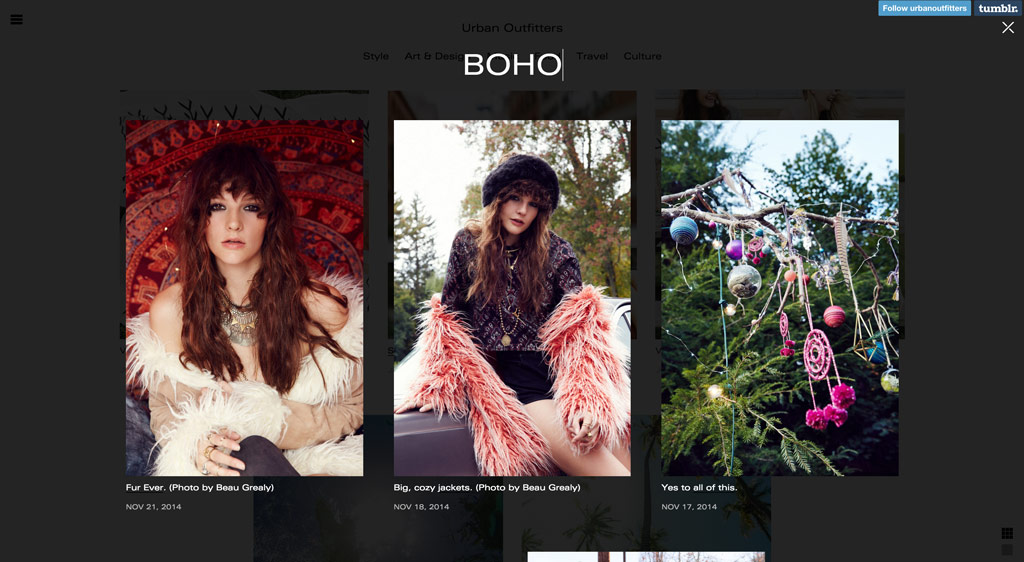 Follow urbanoutfitters
tumblr.
Urban Outfitters
Style Art & Design Travel Culture
BOHO
Fur Ever. (Photo by Beau Grealy)
NOV 21, 2014
Big, cozy jackets. (Photo by Beau Grealy)
NOV 18, 2014
Yes to all of this.
NOV 17, 2014